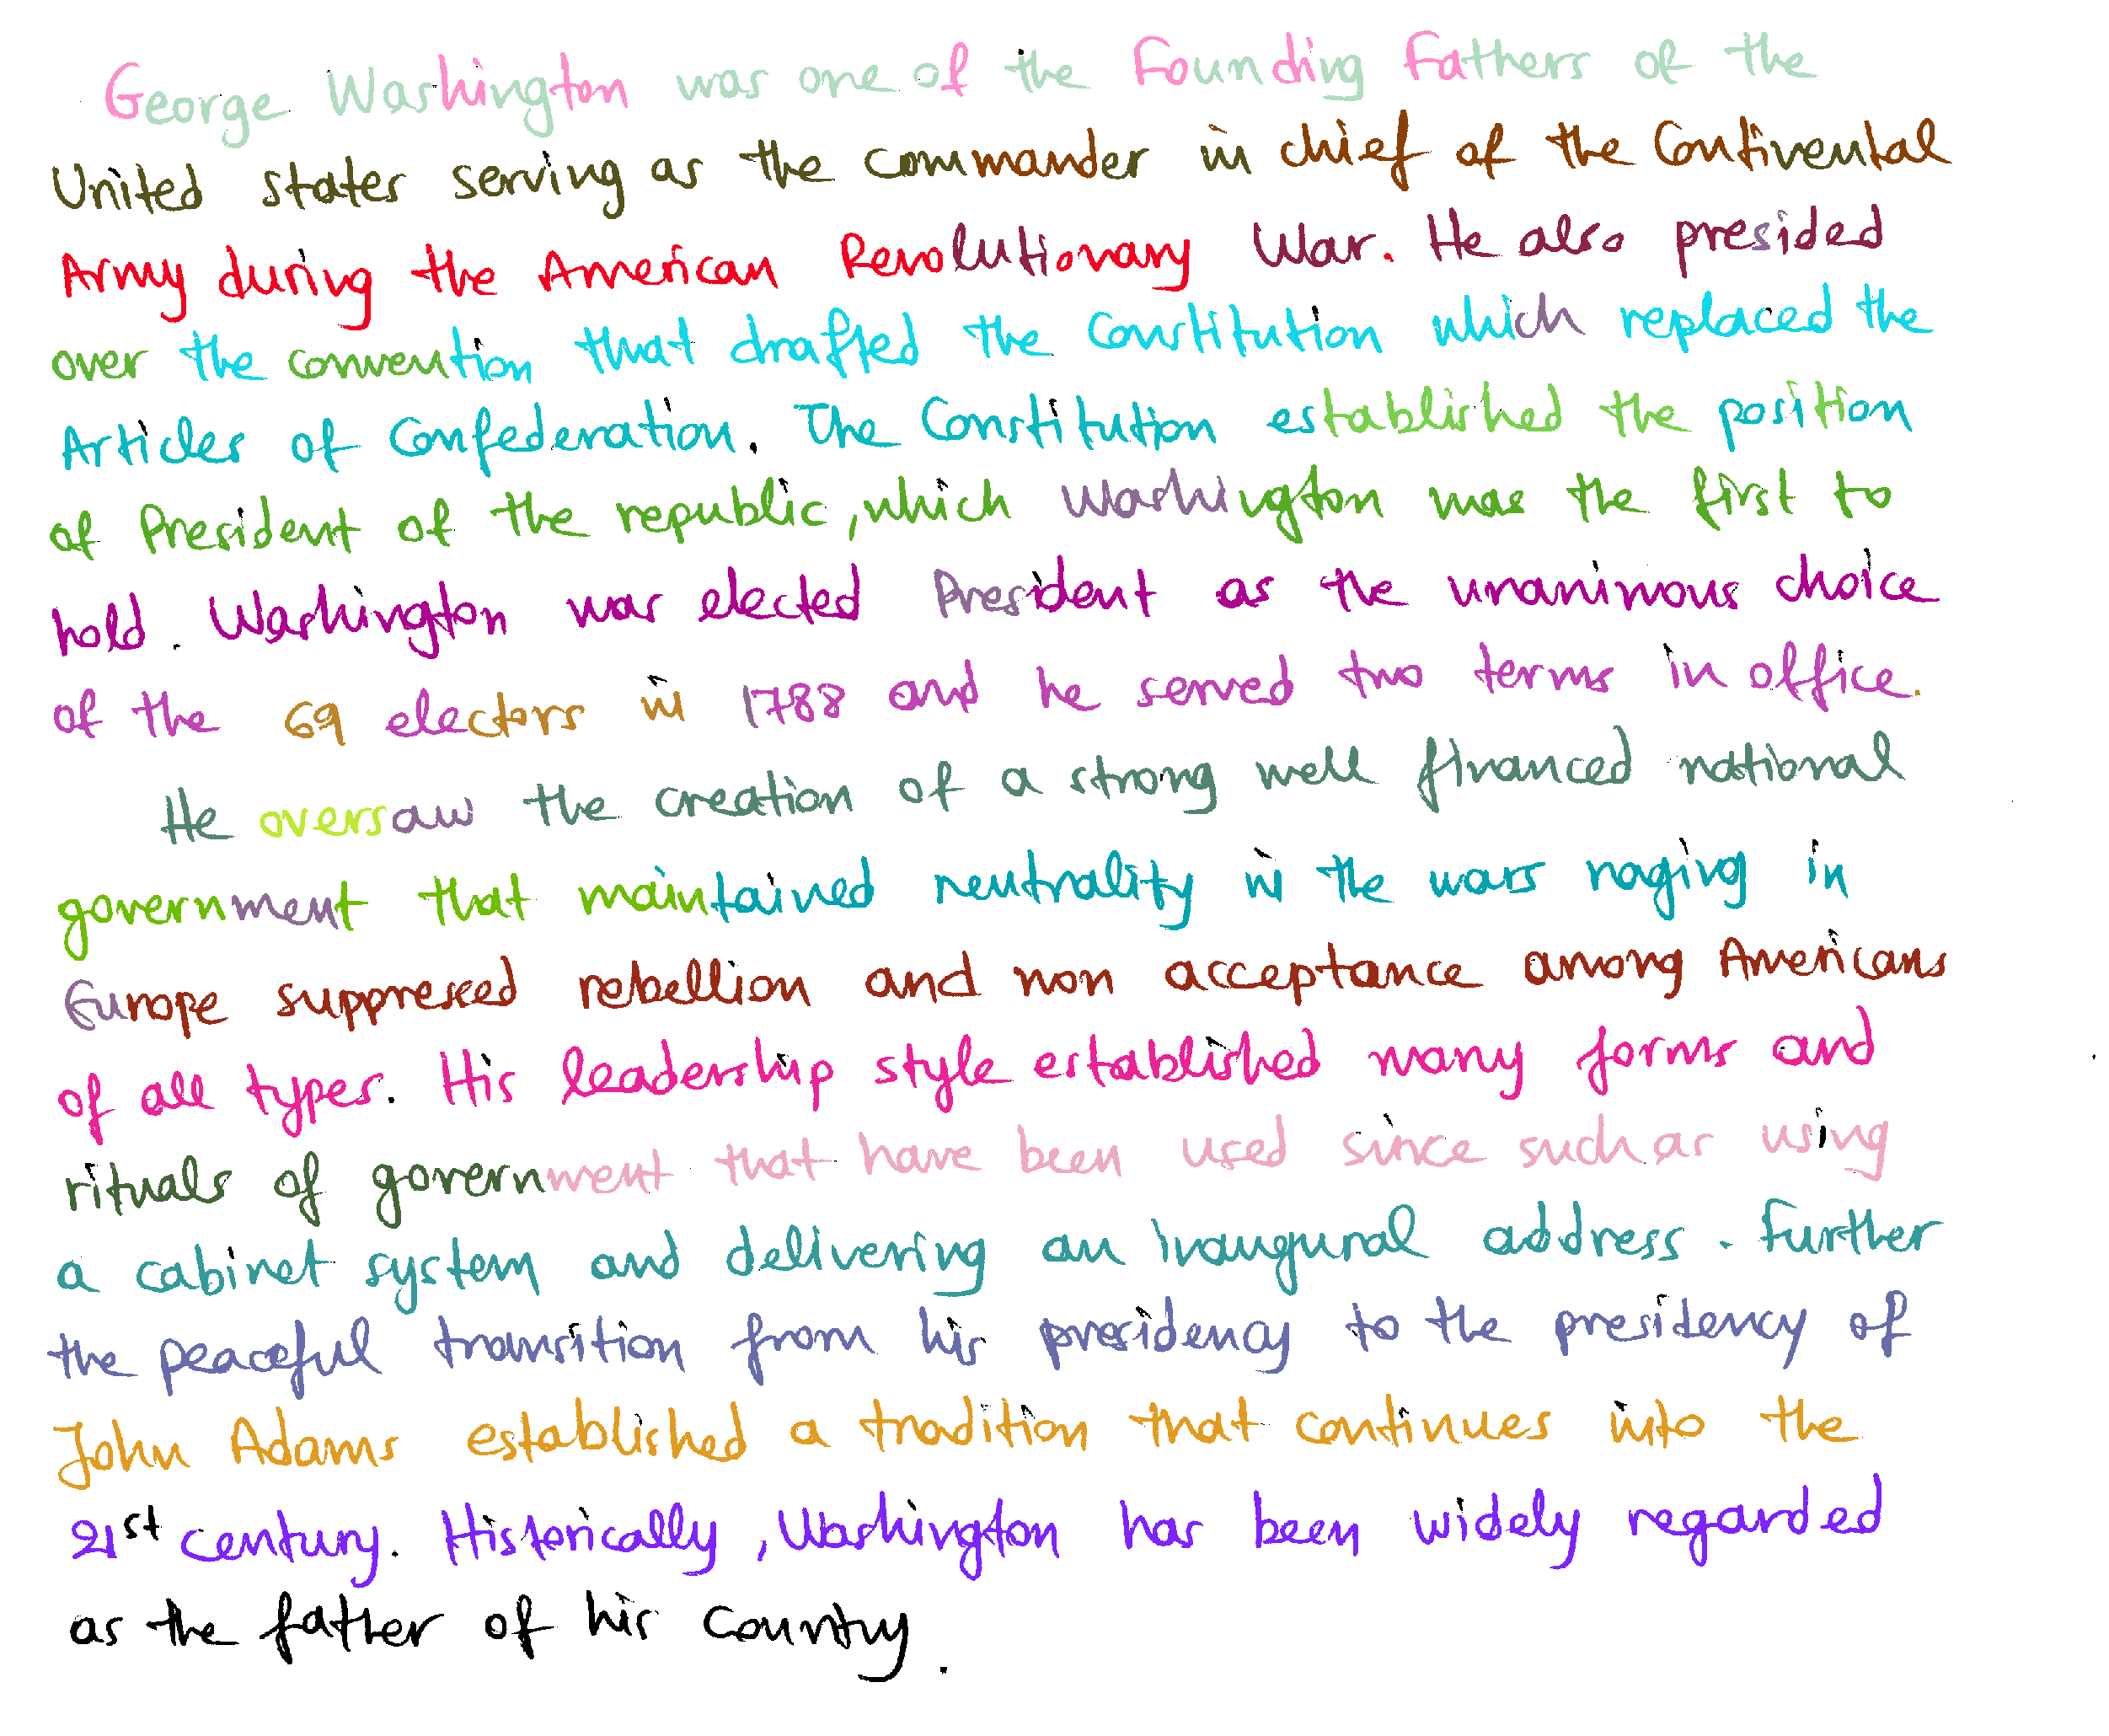 George Washington was one of the Founding Fathers of the
United states serving as the commander in chief of the Continental
Army during the American Revolutionary War. He also presided
over the convention that drafted the Constitution which replaced the
Articles of Confederation. The Constitution established the position
of President of the republic, which Washington was the first to
hold. Washington was elected President as the unanimous choice
of the 69 electors in 1788 and he served two terms in office.
He oversaw the creation of a strong well financed national
government that maintained neutrality in the wars raging in
Europe suppressed rebellion and non acceptance among Americans
of all types. His leadership style established many forms and
rituals of government that have been used since such as using
a cabinet system and delivering an inaugural address. Further
the peaceful transition from his presidency to the presidency of
John Adams established a tradition that continues into the
21st century. Historically, Washington has been widely regarded
as the father of his country.